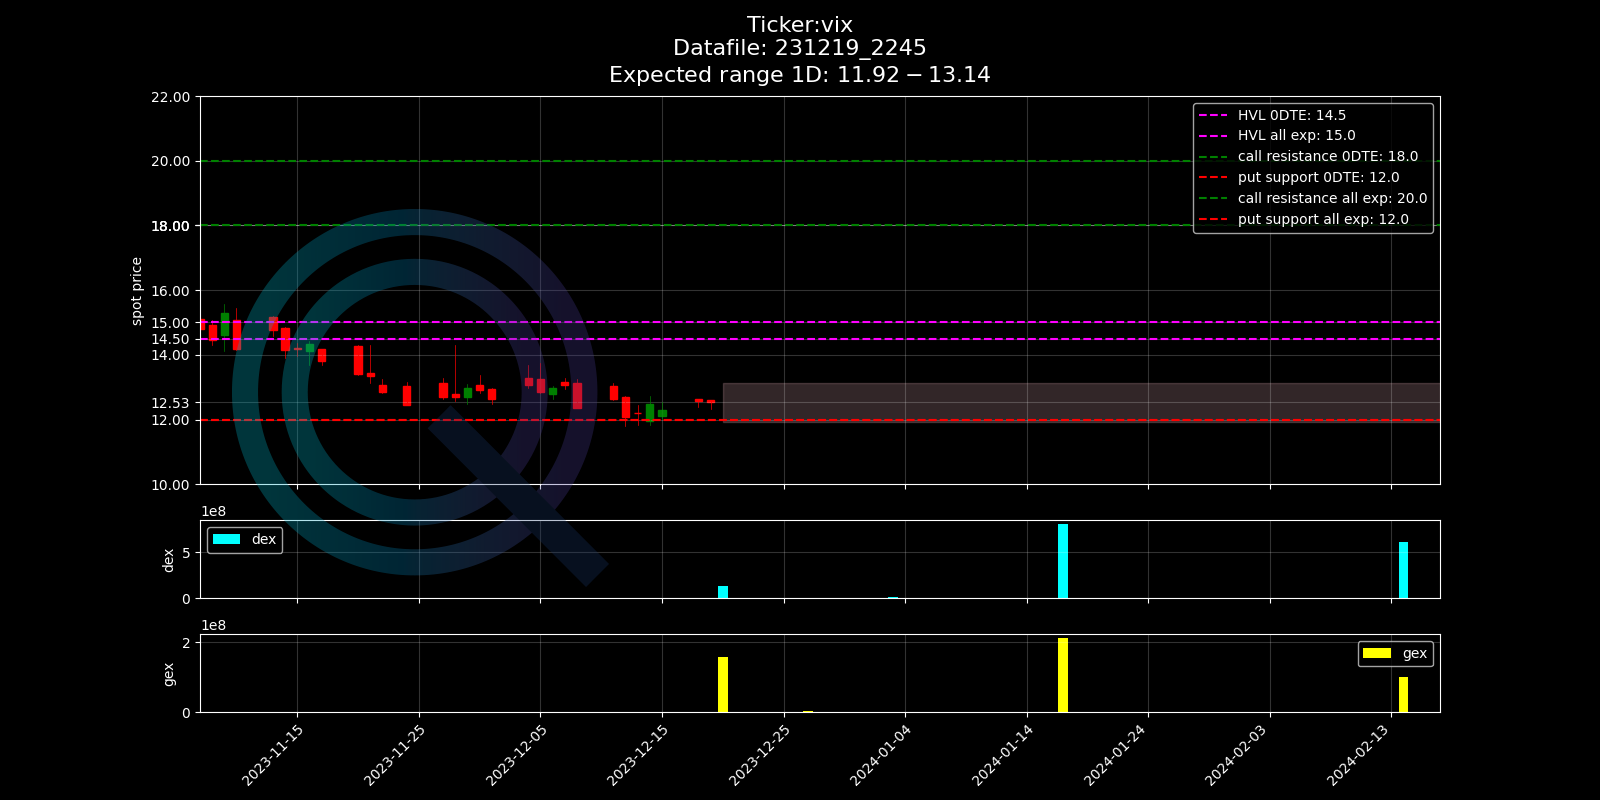 Ticker:vix
Datafile: 231219_2245
Expected range 1D: 11.92 − 13.14
22.00
20.00
18.00
16.00
15.00
14.50
14.00
12.53
12.00
10.00
spot price
HVL 0DTE: 14.5
HVL all exp: 15.0
call resistance 0DTE: 18.0
put support 0DTE: 12.0
call resistance all exp: 20.0
put support all exp: 12.0
1e8
5
0
dex
dex
1e8
2
0
gex
gex
2023-11-15
2023-11-25
2023-12-05
2023-12-15
2023-12-25
2024-01-04
2024-01-14
2024-01-24
2024-02-03
2024-02-13